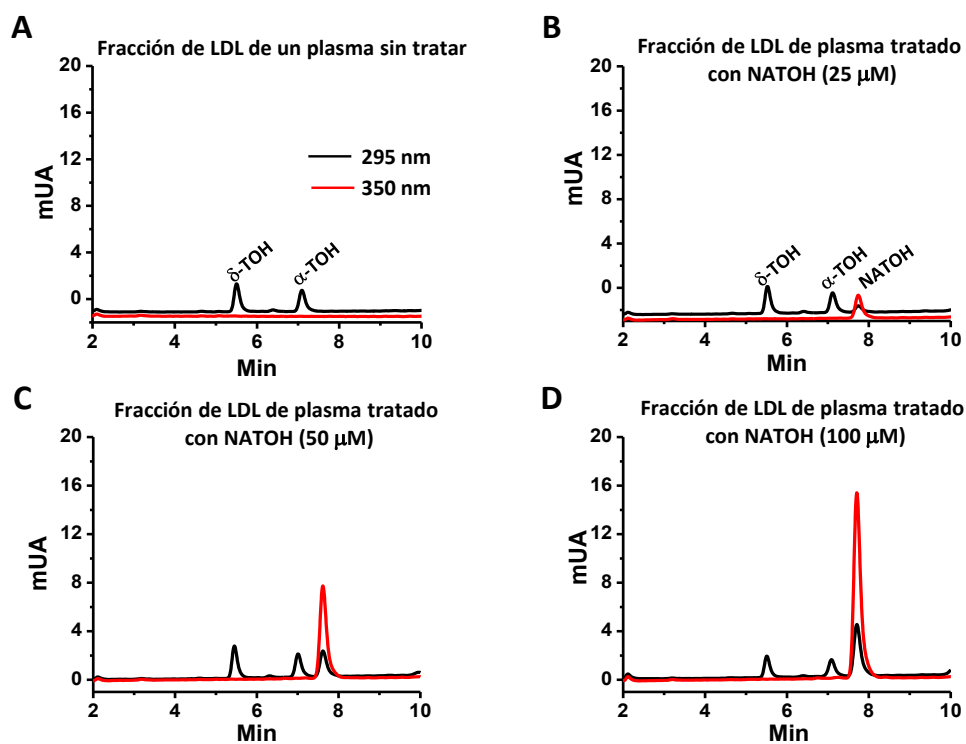 A
Fracción de LDL de un plasma sin tratar
20
16
12
8
4
0
mUA
295 nm
350 nm
δ-TOH
α-TOH
2
4
6
8
10
Min
B
Fracción de LDL de plasma tratado
con NATOH (25 μM)
20
16
12
8
4
0
mUA
δ-TOH
α-TOH
NATOH
2
4
6
8
10
Min
C
Fracción de LDL de plasma tratado
con NATOH (50 μM)
20
16
12
8
4
0
mUA
2
4
6
8
10
Min
D
Fracción de LDL de plasma tratado
con NATOH (100 μM)
20
16
12
8
4
0
mUA
2
4
6
8
10
Min